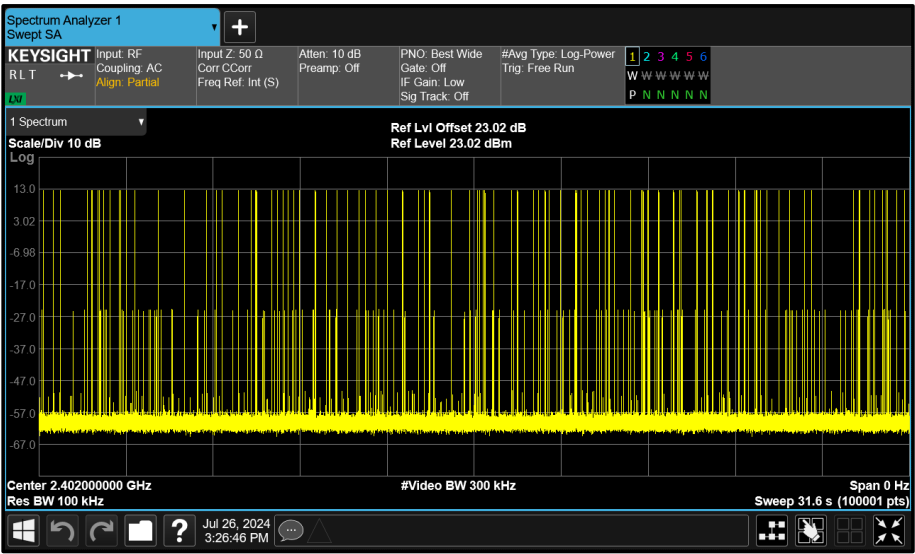 Spectrum Analyzer 1
Swept SA
+
KEYSIGHT
RLT
LXI
Input: RF
Coupling: AC
Align: Partial
Input Z: 50 Ω
Corr CCorr
Freq Ref: Int (S)
Atten: 10 dB
Preamp: Off
PNO: Best Wide
Gate: Off
IF Gain: Low
Sig Track: Off
#Avg Type: Log-Power
Trig: Free Run
1 2 3 4 5 6
W W W W W W
P N N N N N
1 Spectrum
Scale/Div 10 dB
Ref Lvl Offset 23.02 dB
Ref Level 23.02 dBm
Log
13.0
3.02
-6.98
-17.0
-27.0
-37.0
-47.0
-57.0
-67.0
Center 2.402000000 GHz
#Video BW 300 kHz
Span 0 Hz
Res BW 100 kHz
Sweep 31.6 s (100001 pts)
?
Jul 26, 2024
3:26:46 PM